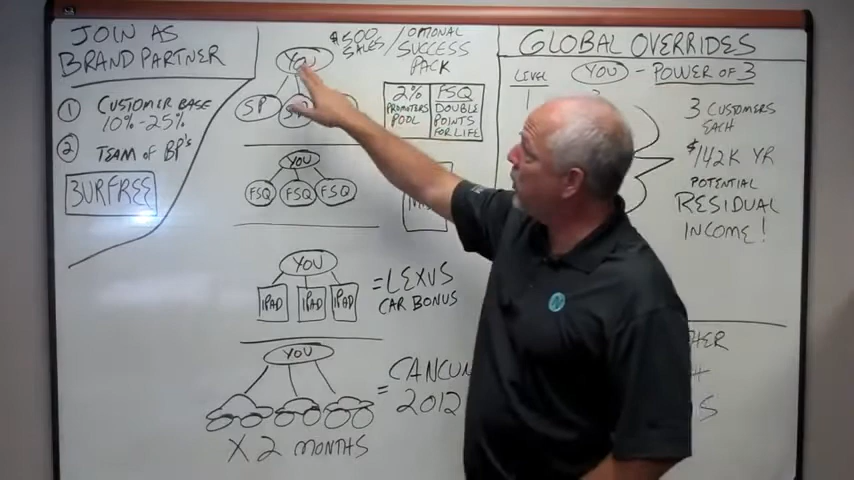 JOIN AS
BRAND PARTNER
1 CUSTOMER BASE
10% - 25%
2 TEAM OF BP'S
3URFREE
YOU
$500
SALES
/ OPTIONAL
SUCCESS
PACK
SP
2%
PROMOTERS
POOL
FSQ
DOUBLE
POINTS
FOR LIFE
YOU
FSQ FSQ FSQ
YOU
IPAD IPAD IPAD
= LEXUS
CAR BONUS
YOU
= CANCUN
2012
X 2 MONTHS
GLOBAL OVERRIDES
LEVEL
1
YOU - POWER OF 3
3 CUSTOMERS
EACH
$142K YR
POTENTIAL
RESIDUAL
INCOME!